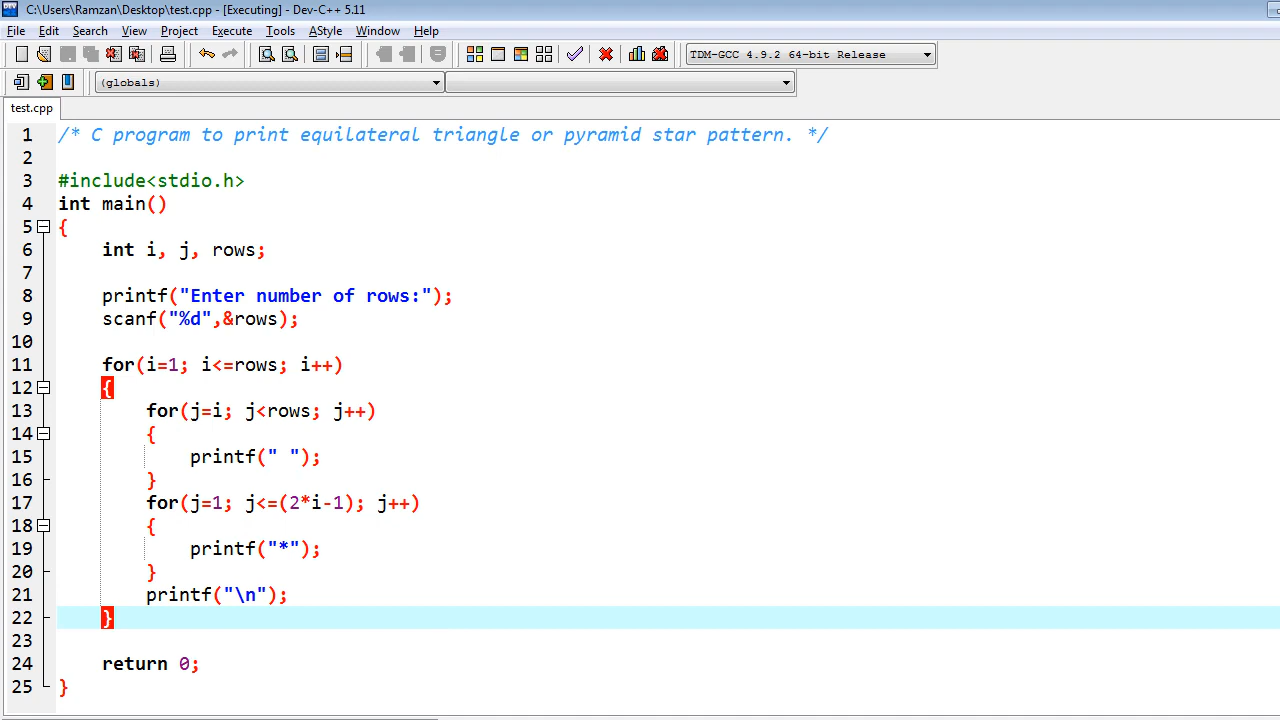 C:\Users\Ramzan\Desktop\test.cpp - [Executing] - Dev-C++ 5.11
File Edit Search View Project Execute Tools AStyle Window Help
TDM-GCC 4.9.2 64-bit Release
(globals)
test.cpp
1 /* C program to print equilateral triangle or pyramid star pattern. */
2
3 #include<stdio.h>
4 int main()
5 {
6     int i, j, rows;
7
8     printf("Enter number of rows:");
9     scanf("%d",&rows);
10
11     for(i=1; i<=rows; i++)
12     {
13         for(j=i; j<rows; j++)
14         {
15             printf(" ");
16         }
17         for(j=1; j<=(2*i-1); j++)
18         {
19             printf("*");
20         }
21         printf("\n");
22     }
23
24     return 0;
25 }